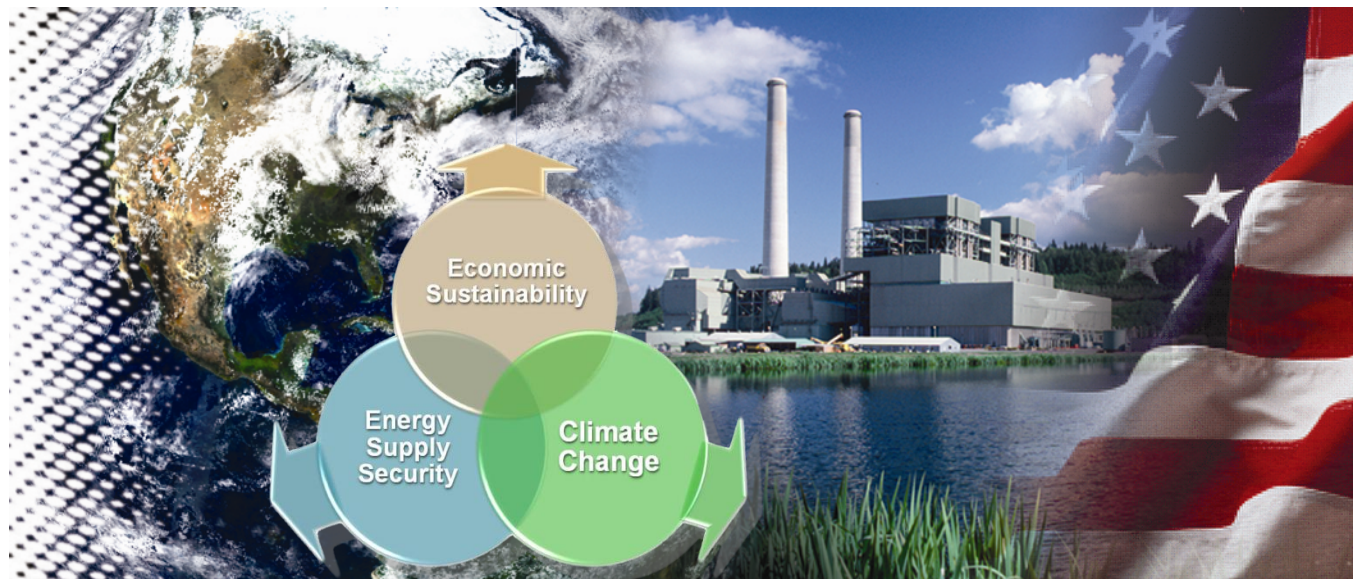 Economic
Sustainability
Energy
Supply
Security
Climate
Change